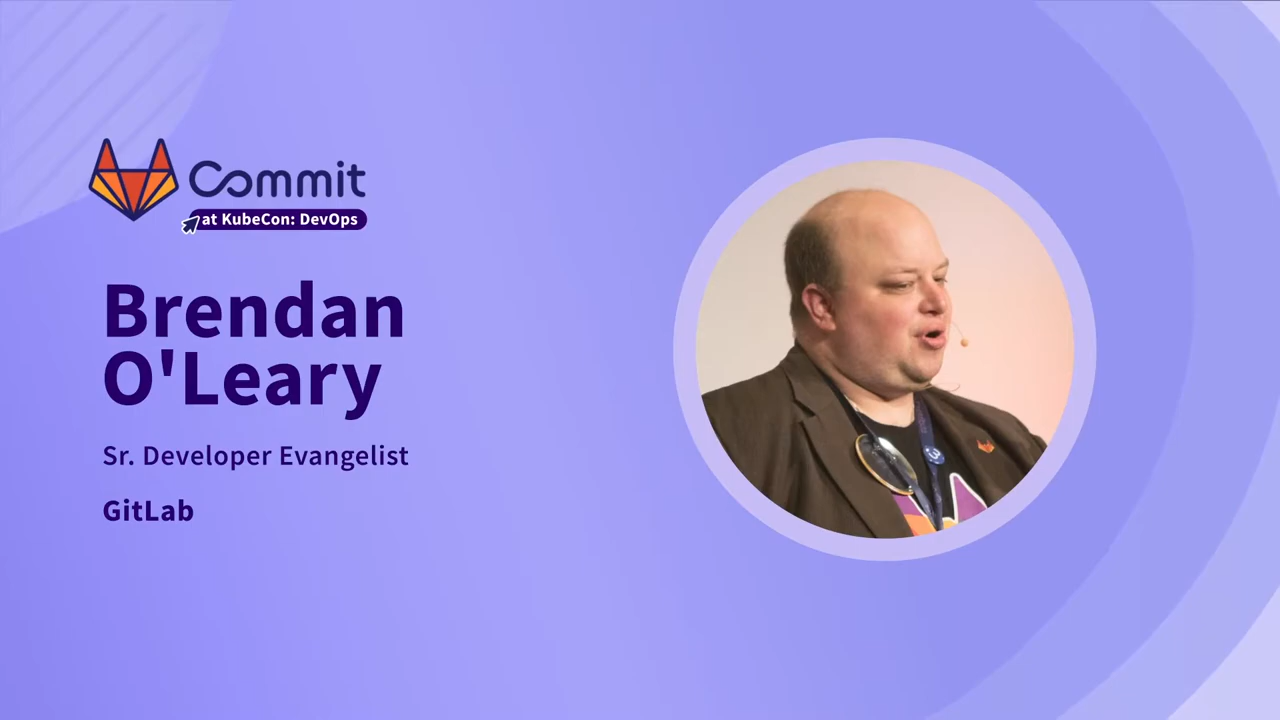 Commit
at KubeCon: DevOps
Brendan
O'Leary
Sr. Developer Evangelist
GitLab